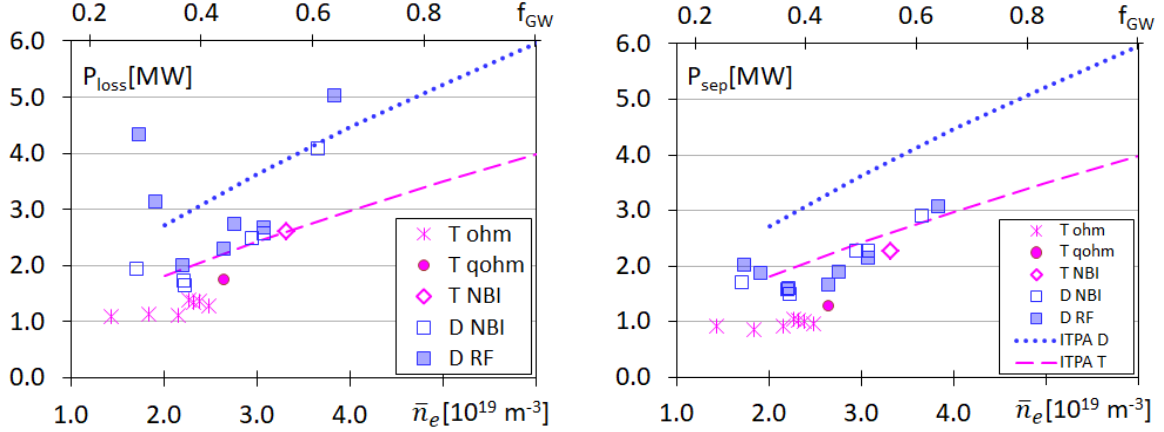 0.2 0.4 0.6 0.8 f_GW
6.0
P_loss[MW]
5.0
4.0
3.0
2.0
1.0
0.0
T ohm
T qohm
T NBI
D NBI
D RF
1.0 2.0 3.0 4.0 n̅_e[10^19 m^-3]
0.2 0.4 0.6 0.8 f_GW
6.0
P_sep[MW]
5.0
4.0
3.0
2.0
1.0
0.0
T ohm
T qohm
T NBI
D NBI
D RF
ITPA D
ITPA T
1.0 2.0 3.0 4.0 n̅_e[10^19 m^-3]